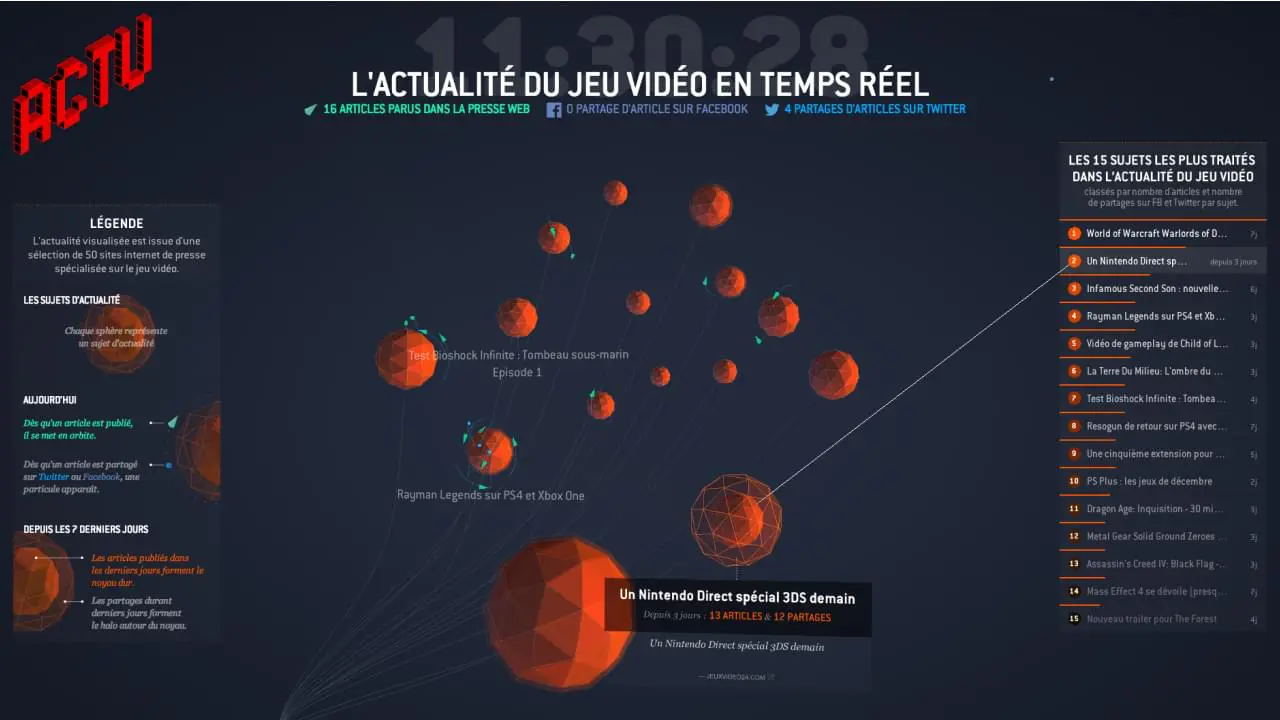 ACTU
11:30:28
L'ACTUALITÉ DU JEU VIDÉO EN TEMPS RÉEL
16 ARTICLES PARUS DANS LA PRESSE WEB
0 PARTAGE D'ARTICLE SUR FACEBOOK
4 PARTAGES D'ARTICLES SUR TWITTER
LÉGENDE
L'actualité visualisée est issue d'une
sélection de 50 sites internet de presse
spécialisée sur le jeu vidéo.
LES SUJETS D'ACTUALITÉ
Chaque sphère représente
un sujet d'actualité
AUJOURD'HUI
Dès qu'un article est publié,
il se met en orbite.
Dès qu'un article est partagé
sur Twitter ou Facebook, une
particule apparaît.
DEPUIS LES 7 DERNIERS JOURS
Les articles publiés dans
les derniers jours forment le
noyau dur.
Les partages durant
derniers jours forment
le halo autour du noyau.
Test Bioshock Infinite : Tombeau sous-marin
Episode 1
Rayman Legends sur PS4 et Xbox One
Un Nintendo Direct spécial 3DS demain
Depuis 3 jours : 13 ARTICLES & 12 PARTAGES
Un Nintendo Direct spécial 3DS demain
— JEUXVIDEO24.COM
LES 15 SUJETS LES PLUS TRAITÉS
DANS L'ACTUALITÉ DU JEU VIDÉO
classés par nombre d'articles et nombre
de partages sur FB et Twitter par sujet.
1 World of Warcraft Warlords of D... 7j
2 Un Nintendo Direct sp... depuis 3 jours
3 Infamous Second Son : nouvelle... 6j
4 Rayman Legends sur PS4 et Xb... 3j
5 Vidéo de gameplay de Child of L... 3j
6 La Terre Du Milieu: L'ombre du ... 3j
7 Test Bioshock Infinite : Tombea... 4j
8 Resogun de retour sur PS4 avec... 7j
9 Une cinquième extension pour ... 5j
10 PS Plus : les jeux de décembre 2j
11 Dragon Age: Inquisition - 30 mi...
12 Metal Gear Solid Ground Zeroes ... 3j
13 Assassin's Creed IV: Black Flag -... 3j
14 Mass Effect 4 se dévoile (presq... 7j
15 Nouveau trailer pour The Forest 4j